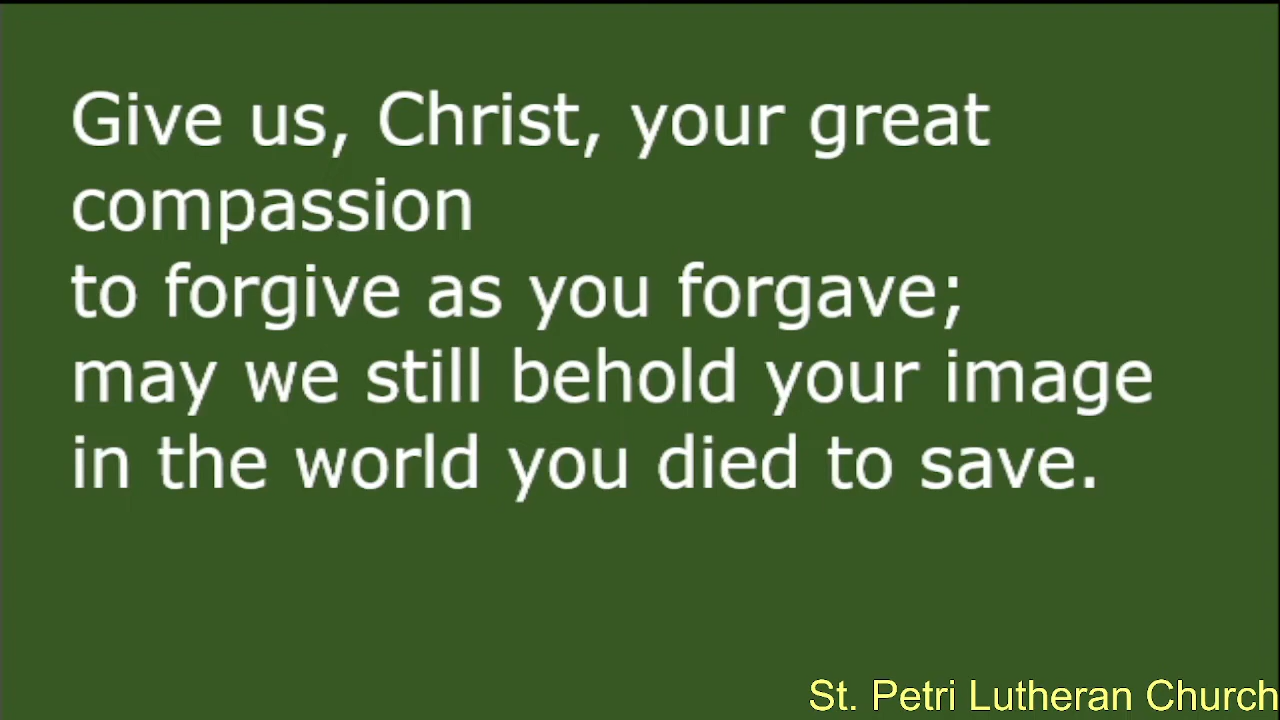 Give us, Christ, your great
compassion
to forgive as you forgave;
may we still behold your image
in the world you died to save.
St. Petri Lutheran Church